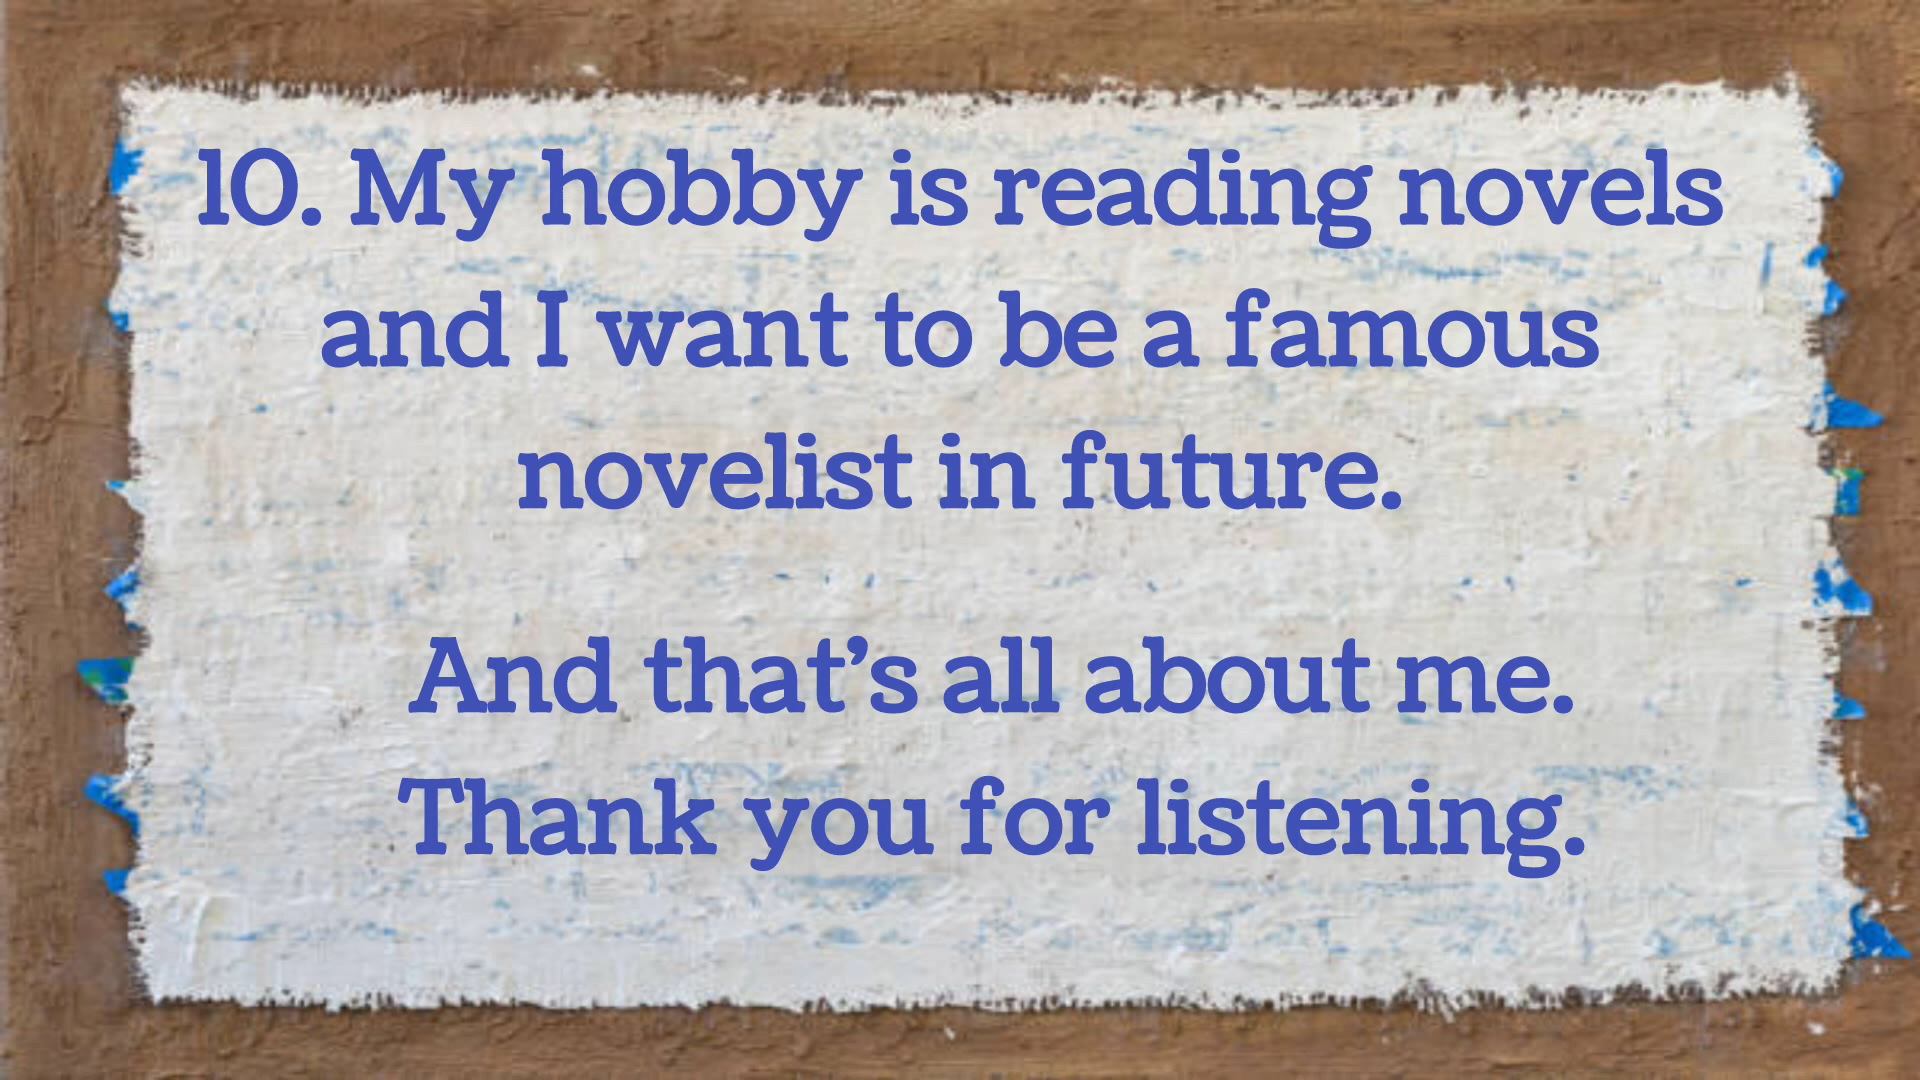 10. My hobby is reading novels
and I want to be a famous
novelist in future.
And that’s all about me.
Thank you for listening.